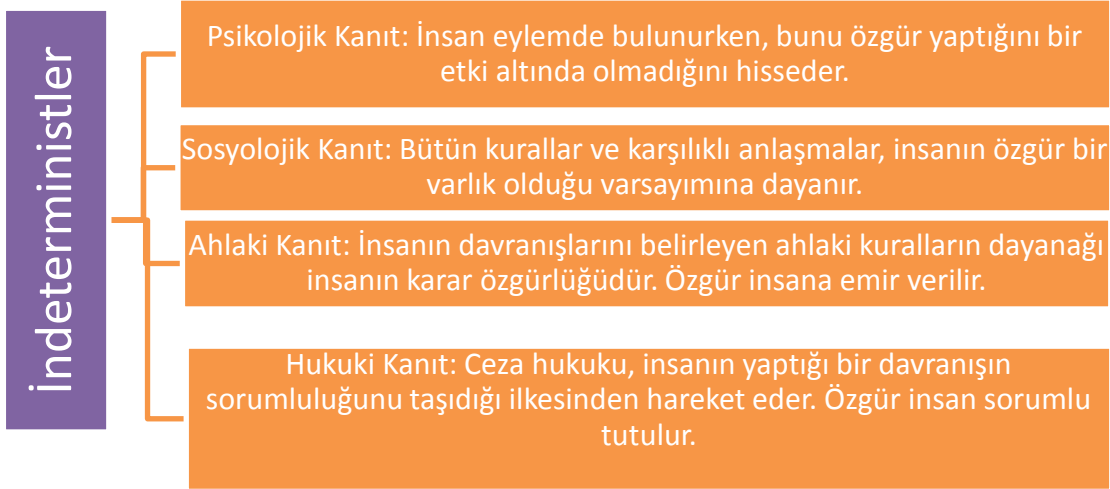 İndeterministler
Psikolojik Kanıt: İnsan eylemde bulunurken, bunu özgür yaptığını bir
etki altında olmadığını hisseder.
Sosyolojik Kanıt: Bütün kurallar ve karşılıklı anlaşmalar, insanın özgür bir
varlık olduğu varsayımına dayanır.
Ahlaki Kanıt: İnsanın davranışlarını belirleyen ahlaki kuralların dayanağı
insanın karar özgürlüğüdür. Özgür insana emir verilir.
Hukuki Kanıt: Ceza hukuku, insanın yaptığı bir davranışın
sorumluluğunu taşıdığı ilkesinden hareket eder. Özgür insan sorumlu
tutulur.